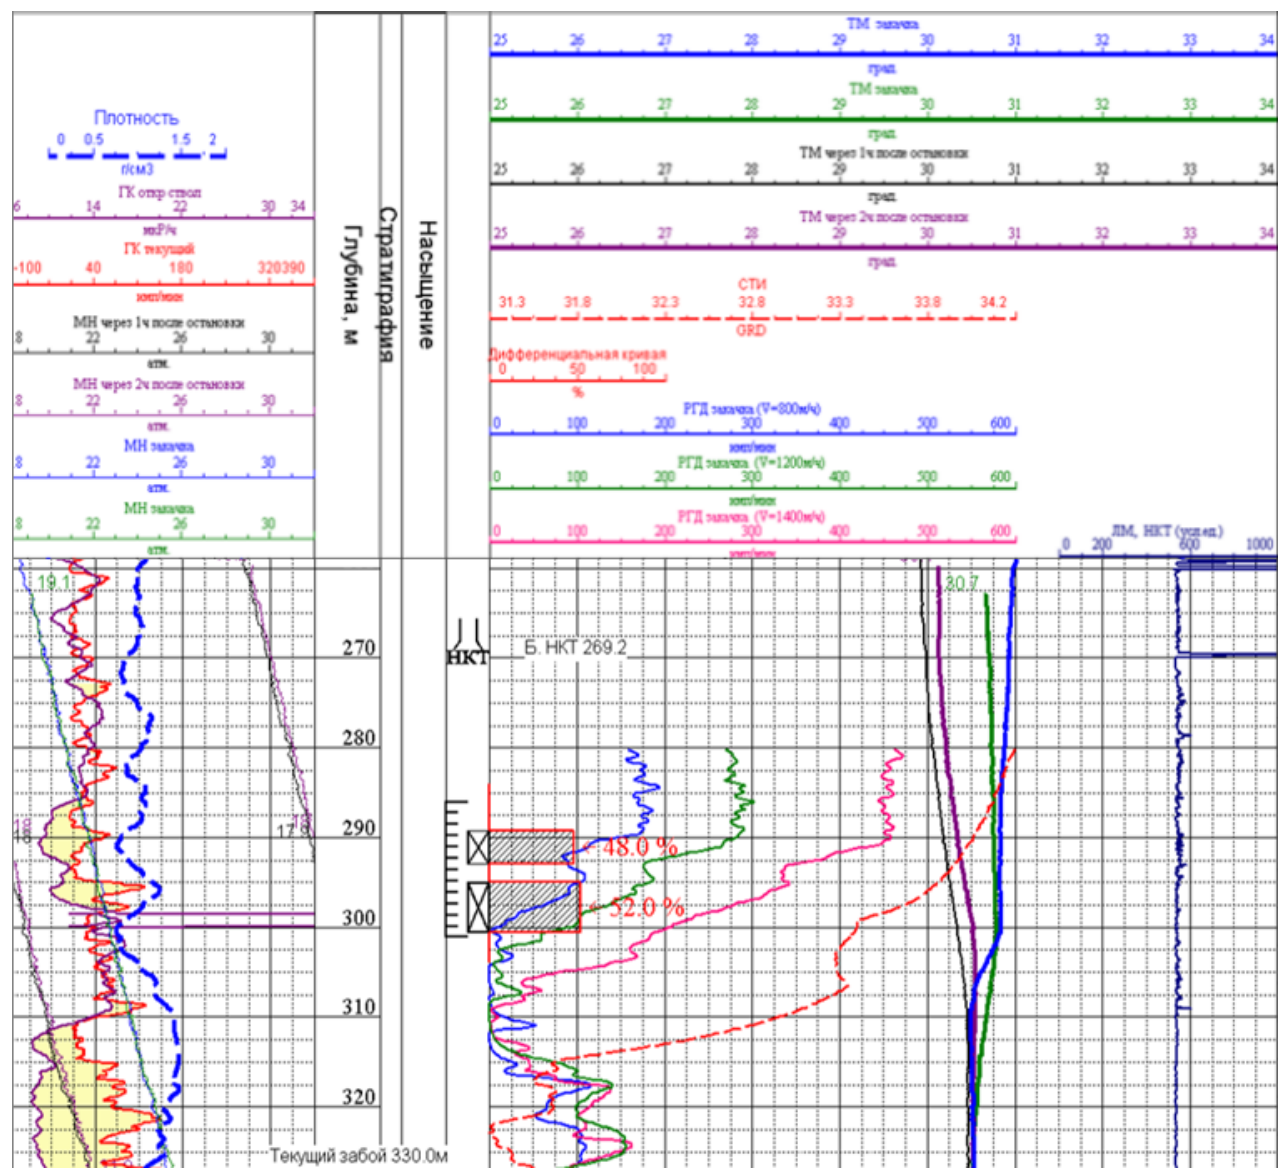 Плотность
0 0.5 1.5 2
г/см3
ГК откр ствол
6 14 22 30 34
мкР/ч
ГК текущий
-100 40 180 320390
имп/мин
МН через 1ч после остановки
8 22 26 30
атм.
МН через 2ч после остановки
8 22 26 30
атм.
МН закачка
8 22 26 30
атм.
МН закачка
8 22 26 30
атм.
Глубина, м
Стратиграфия
Насыщение
ТМ закачка
25 26 27 28 29 30 31 32 33 34
град.
ТМ закачка
25 26 27 28 29 30 31 32 33 34
град.
ТМ через 1ч после остановки
25 26 27 28 29 30 31 32 33 34
град.
ТМ через 2ч после остановки
25 26 27 28 29 30 31 32 33 34
град.
СТИ
31.3 31.8 32.3 32.8 33.3 33.8 34.2
GRD
Дифференциальная кривая
0 50 100
%
РГД закачка (V=800м/ч)
0 100 200 300 400 500 600
имп/мин
РГД закачка (V=1200м/ч)
0 100 200 300 400 500 600
имп/мин
РГД закачка (V=1400м/ч)
0 100 200 300 400 500 600
имп/мин
ЛМ, НКТ (услед.)
0 200 600 1000
19.1
30.7
270
НКТ
Б. НКТ 269.2
280
290
17.8
48.0 %
300
52.0 %
310
320
Текущий забой 330.0м